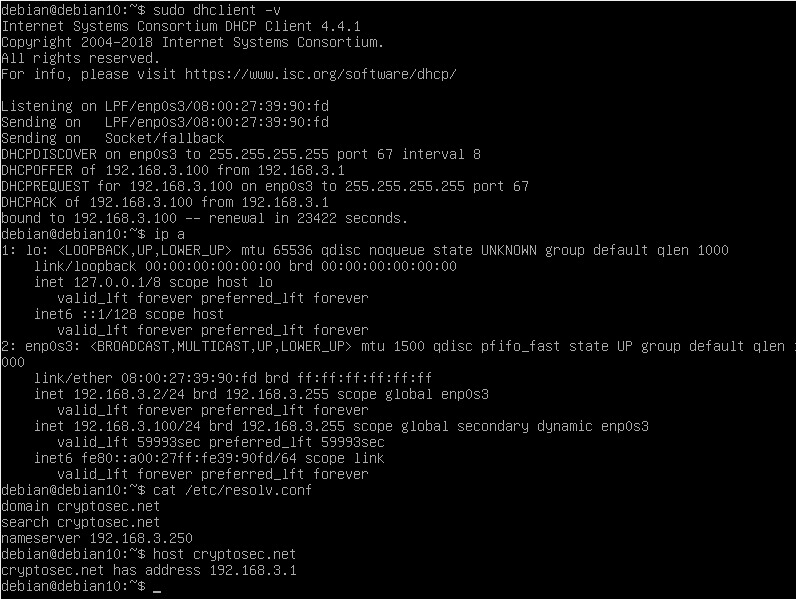 debian@debian10:~$ sudo dhclient -v
Internet Systems Consortium DHCP Client 4.4.1
Copyright 2004-2018 Internet Systems Consortium.
All rights reserved.
For info, please visit https://www.isc.org/software/dhcp/

Listening on LPF/enp0s3/08:00:27:39:90:fd
Sending on   LPF/enp0s3/08:00:27:39:90:fd
Sending on   Socket/fallback
DHCPDISCOVER on enp0s3 to 255.255.255.255 port 67 interval 8
DHCPOFFER of 192.168.3.100 from 192.168.3.1
DHCPREQUEST for 192.168.3.100 on enp0s3 to 255.255.255.255 port 67
DHCPACK of 192.168.3.100 from 192.168.3.1
bound to 192.168.3.100 -- renewal in 23422 seconds.
debian@debian10:~$ ip a
1: lo: <LOOPBACK,UP,LOWER_UP> mtu 65536 qdisc noqueue state UNKNOWN group default qlen 1000
    link/loopback 00:00:00:00:00:00 brd 00:00:00:00:00:00
    inet 127.0.0.1/8 scope host lo
       valid_lft forever preferred_lft forever
    inet6 ::1/128 scope host
       valid_lft forever preferred_lft forever
2: enp0s3: <BROADCAST,MULTICAST,UP,LOWER_UP> mtu 1500 qdisc pfifo_fast state UP group default qlen 1
000
    link/ether 08:00:27:39:90:fd brd ff:ff:ff:ff:ff:ff
    inet 192.168.3.2/24 brd 192.168.3.255 scope global enp0s3
       valid_lft forever preferred_lft forever
    inet 192.168.3.100/24 brd 192.168.3.255 scope global secondary dynamic enp0s3
       valid_lft 59993sec preferred_lft 59993sec
    inet6 fe80::a00:27ff:fe39:90fd/64 scope link
       valid_lft forever preferred_lft forever
debian@debian10:~$ cat /etc/resolv.conf
domain cryptosec.net
search cryptosec.net
nameserver 192.168.3.250
debian@debian10:~$ host cryptosec.net
cryptosec.net has address 192.168.3.1
debian@debian10:~$ _